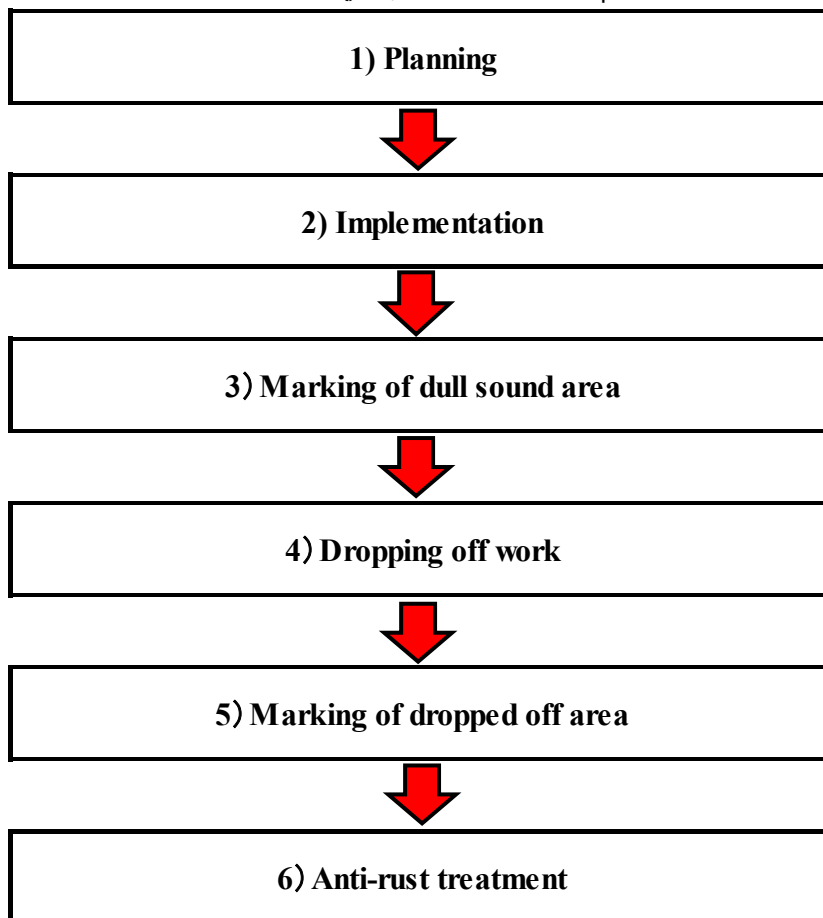 1) Planning
2) Implementation
3）Marking of dull sound area
4）Dropping off work
5）Marking of dropped off area
6）Anti-rust treatment